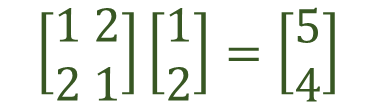 [1 2] [1] = [5]
[2 1] [2]   [4]